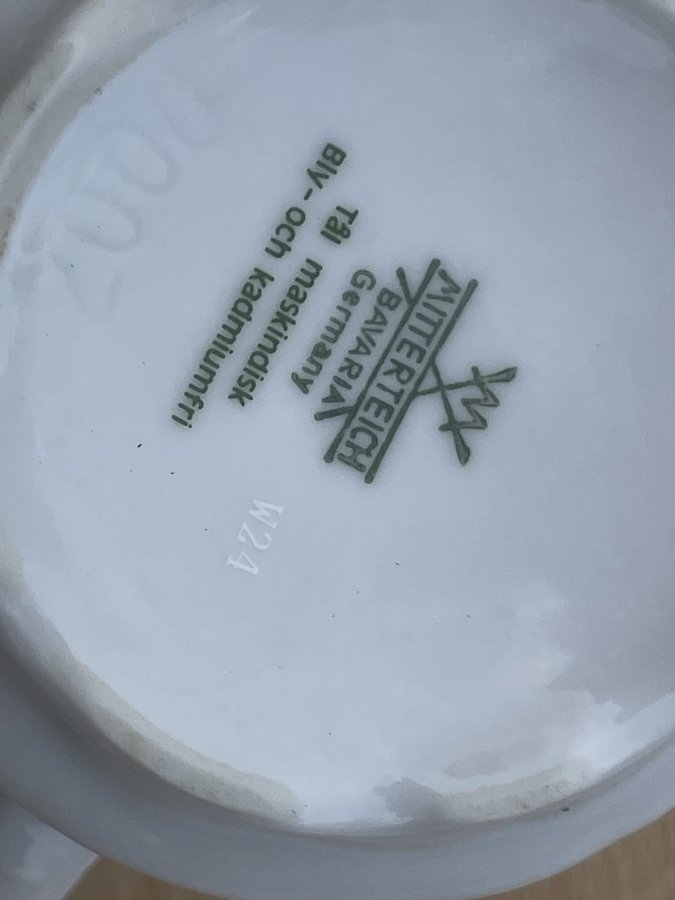 M
MITTERTEICH
BAVARIA
Germany
Tål maskindisk
Bly- och kadmiumfri
W24